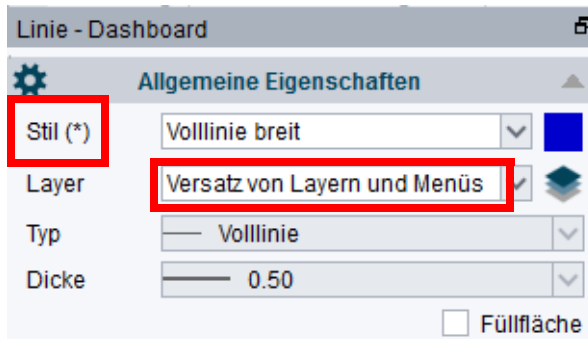 Linie - Dashboard
Allgemeine Eigenschaften
Stil (*) Volllinie breit
Layer Versatz von Layern und Menüs
Typ Volllinie
Dicke 0.50
Füllfläche